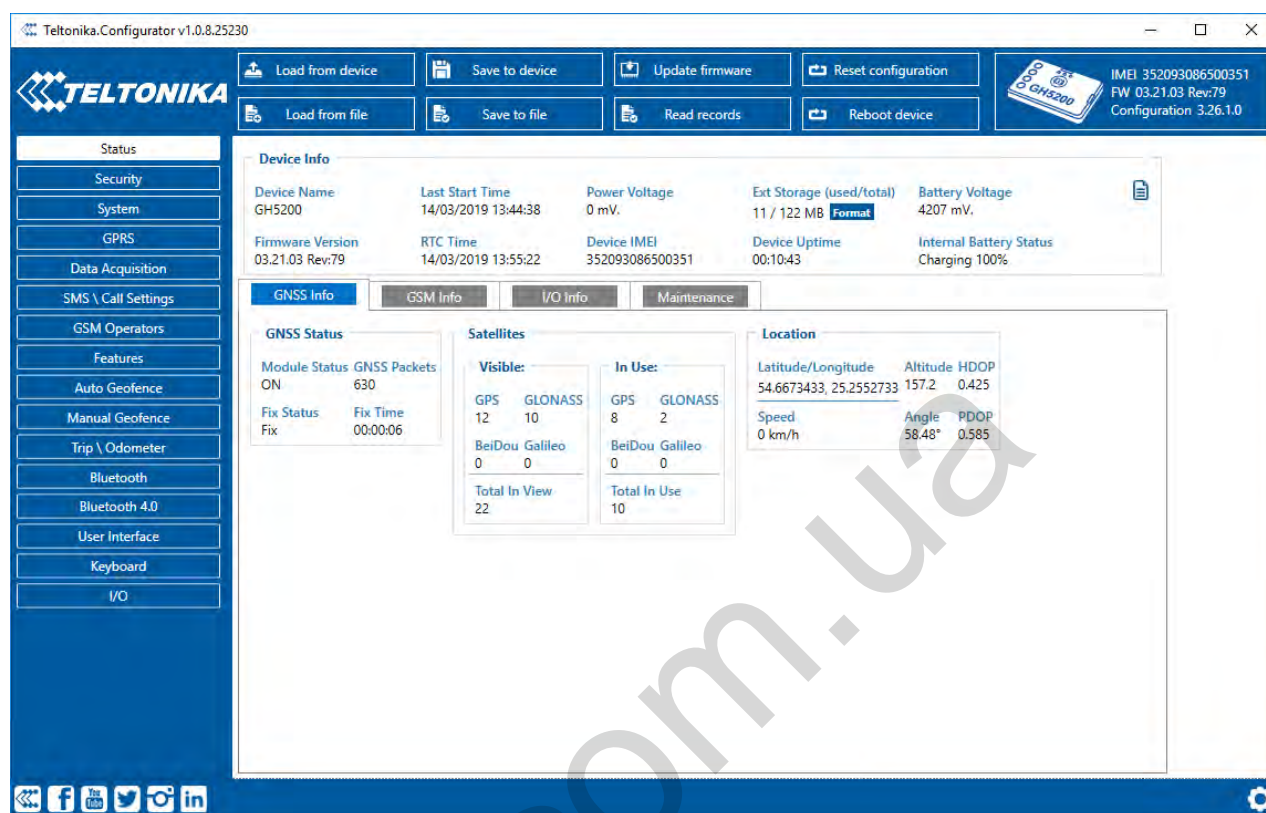 Teltonika.Configurator v1.0.8.25230
TELTONIKA
Load from device
Save to device
Update firmware
Reset configuration
Load from file
Save to file
Read records
Reboot device
GH5200
IMEI 352093086500351
FW 03.21.03 Rev:79
Configuration 3.26.1.0
Status
Security
System
GPRS
Data Acquisition
SMS \ Call Settings
GSM Operators
Features
Auto Geofence
Manual Geofence
Trip \ Odometer
Bluetooth
Bluetooth 4.0
User Interface
Keyboard
I/O
Device Info
Device Name Last Start Time Power Voltage Ext Storage (used/total) Battery Voltage
GH5200 14/03/2019 13:44:38 0 mV. 11 / 122 MB Format 4207 mV.
Firmware Version RTC Time Device IMEI Device Uptime Internal Battery Status
03.21.03 Rev:79 14/03/2019 13:55:22 352093086500351 00:10:43 Charging 100%
GNSS Info GSM Info I/O Info Maintenance
GNSS Status
Module Status GNSS Packets
ON 630
Fix Status Fix Time
Fix 00:00:06
Satellites
Visible:
GPS GLONASS
12 10
BeiDou Galileo
0 0
Total In View
22
In Use:
GPS GLONASS
8 2
BeiDou Galileo
0 0
Total In Use
10
Location
Latitude/Longitude Altitude HDOP
54.6673433, 25.2552733 157.2 0.425
Speed Angle PDOP
0 km/h 58.48° 0.585
You Tube
in
om.ua